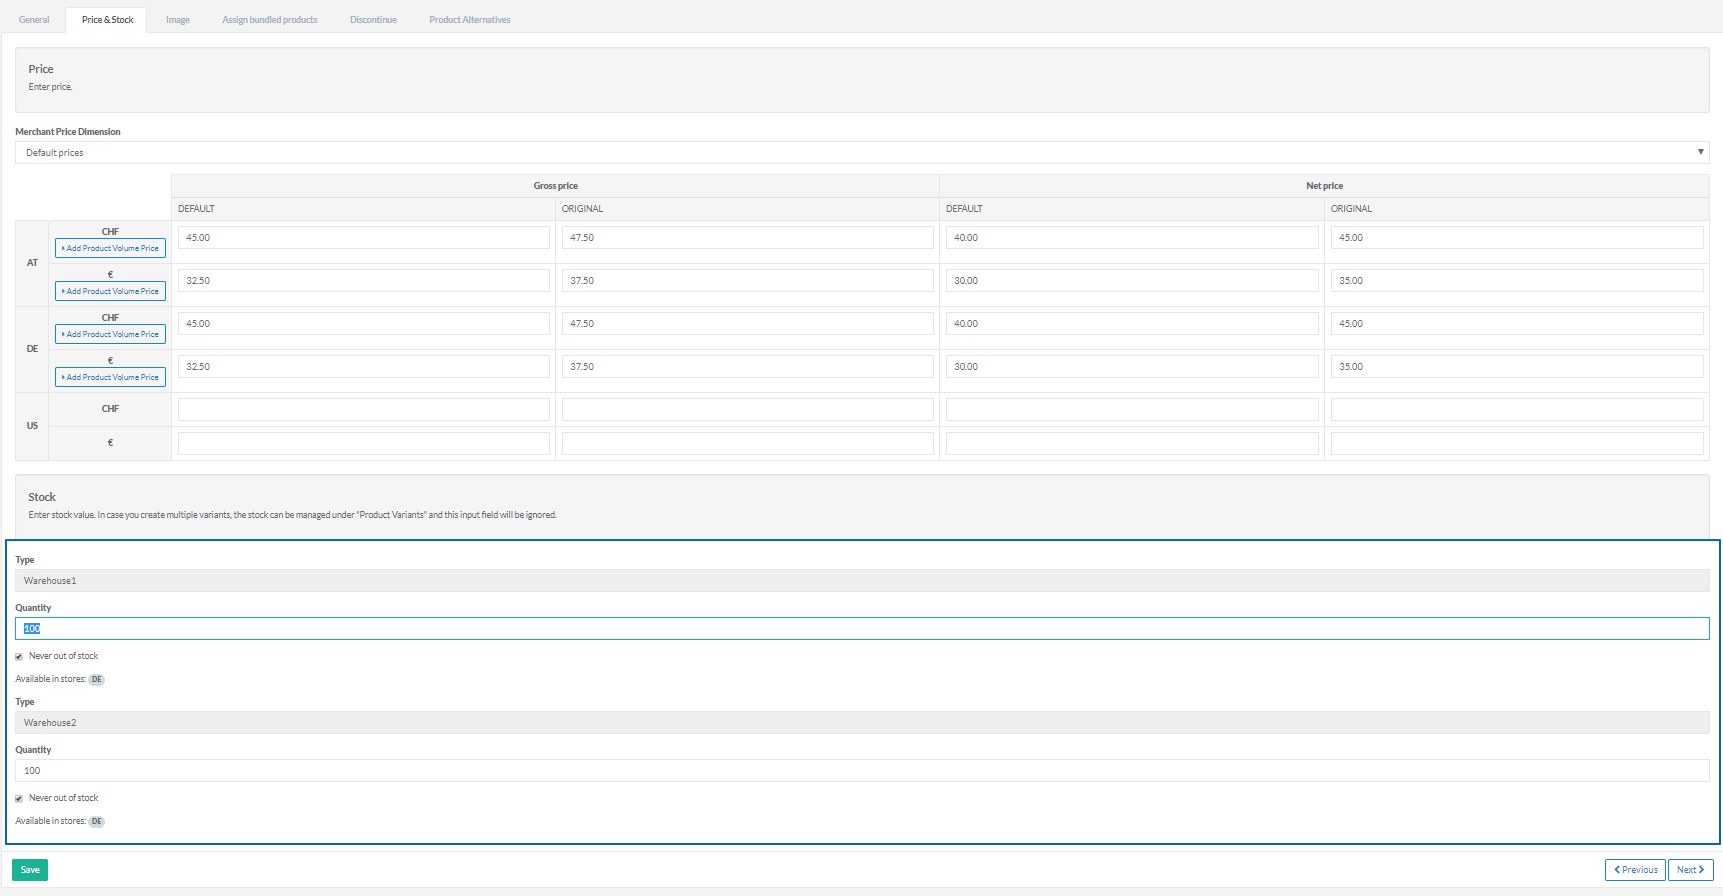 General Price & Stock Image Assign bundled products Discontinue Product Alternatives
Price
Enter price.
Merchant Price Dimension
Default prices
Gross price Net price
DEFAULT ORIGINAL DEFAULT ORIGINAL
AT
CHF
Add Product Volume Price
45.00 47.50 40.00 45.00
€
Add Product Volume Price
32.50 37.50 30.00 35.00
DE
CHF
Add Product Volume Price
45.00 47.50 40.00 45.00
€
Add Product Volume Price
32.50 37.50 30.00 35.00
US
CHF
€
Stock
Enter stock value. In case you create multiple variants, the stock can be managed under "Product Variants" and this input field will be ignored.
Type
Warehouse1
Quantity
100
Never out of stock
Available in stores: DE
Type
Warehouse2
Quantity
100
Never out of stock
Available in stores: DE
Save Previous Next